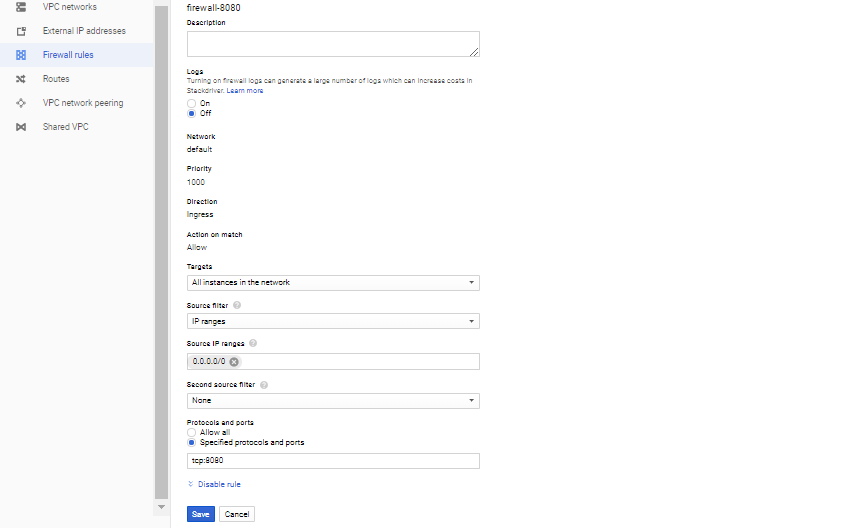 VPC networks
External IP addresses
Firewall rules
Routes
VPC network peering
Shared VPC
firewall-8080
Description
Logs
Turning on firewall logs can generate a large number of logs which can increase costs in
Stackdriver. Learn more
On
Off
Network
default
Priority
1000
Direction
Ingress
Action on match
Allow
Targets
All instances in the network
Source filter
IP ranges
Source IP ranges
0.0.0.0/0
Second source filter
None
Protocols and ports
Allow all
Specified protocols and ports
tcp:8080
Disable rule
Save Cancel